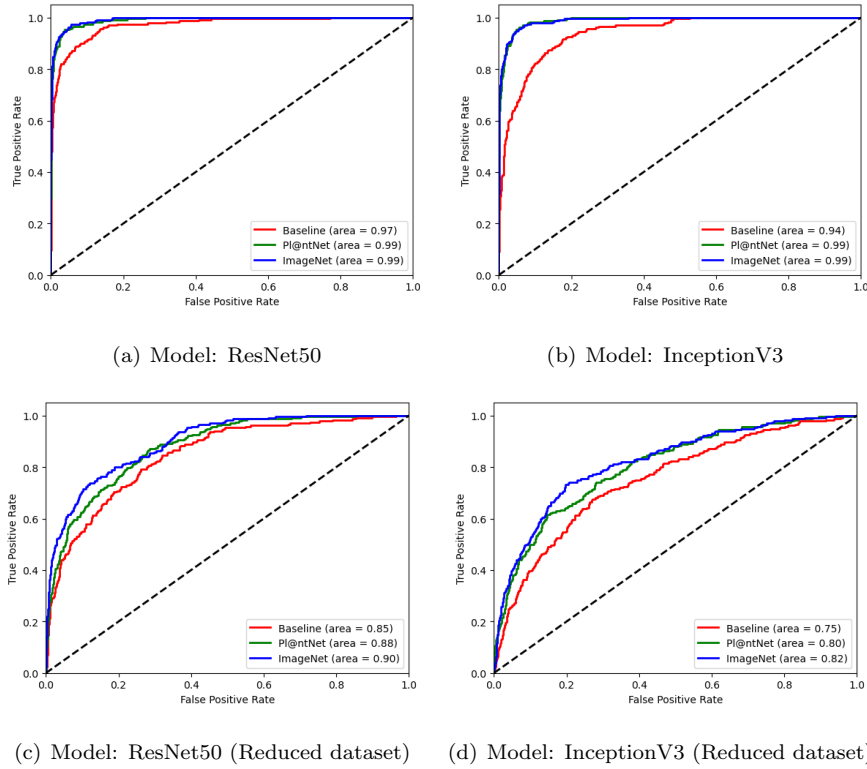 1.0
0.8
0.6
0.4
0.2
0.0
True Positive Rate
Baseline (area = 0.97)
Pl@ntNet (area = 0.99)
ImageNet (area = 0.99)
0.0 0.2 0.4 0.6 0.8 1.0
False Positive Rate
(a) Model: ResNet50
1.0
0.8
0.6
0.4
0.2
0.0
True Positive Rate
Baseline (area = 0.94)
Pl@ntNet (area = 0.99)
ImageNet (area = 0.99)
0.0 0.2 0.4 0.6 0.8 1.0
False Positive Rate
(b) Model: InceptionV3
1.0
0.8
0.6
0.4
0.2
0.0
True Positive Rate
Baseline (area = 0.85)
Pl@ntNet (area = 0.88)
ImageNet (area = 0.90)
0.0 0.2 0.4 0.6 0.8 1.0
False Positive Rate
(c) Model: ResNet50 (Reduced dataset)
1.0
0.8
0.6
0.4
0.2
0.0
True Positive Rate
Baseline (area = 0.75)
Pl@ntNet (area = 0.80)
ImageNet (area = 0.82)
0.0 0.2 0.4 0.6 0.8 1.0
False Positive Rate
(d) Model: InceptionV3 (Reduced dataset)